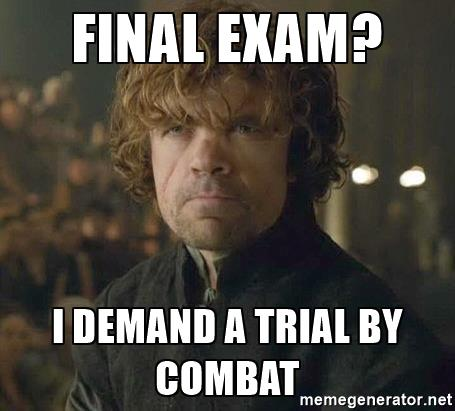 FINAL EXAM?
I DEMAND A TRIAL BY
COMBAT
memegenerator.net